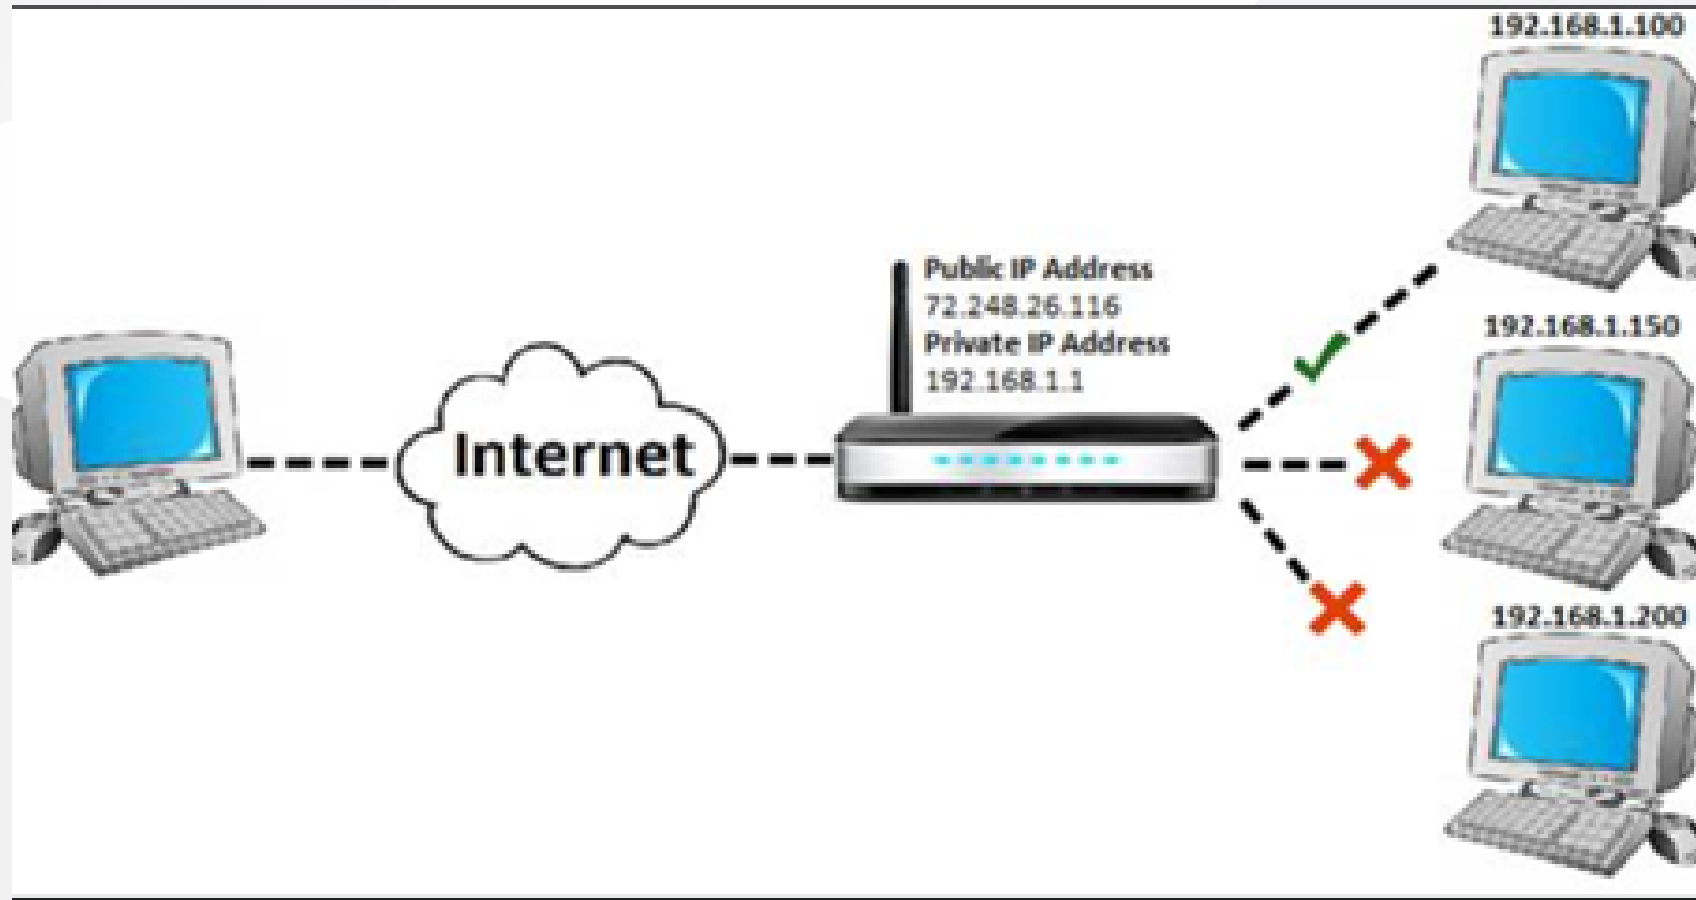 192.168.1.100
Public IP Address
72.248.26.116
Private IP Address
192.168.1.1
192.168.1.150
Internet
192.168.1.200